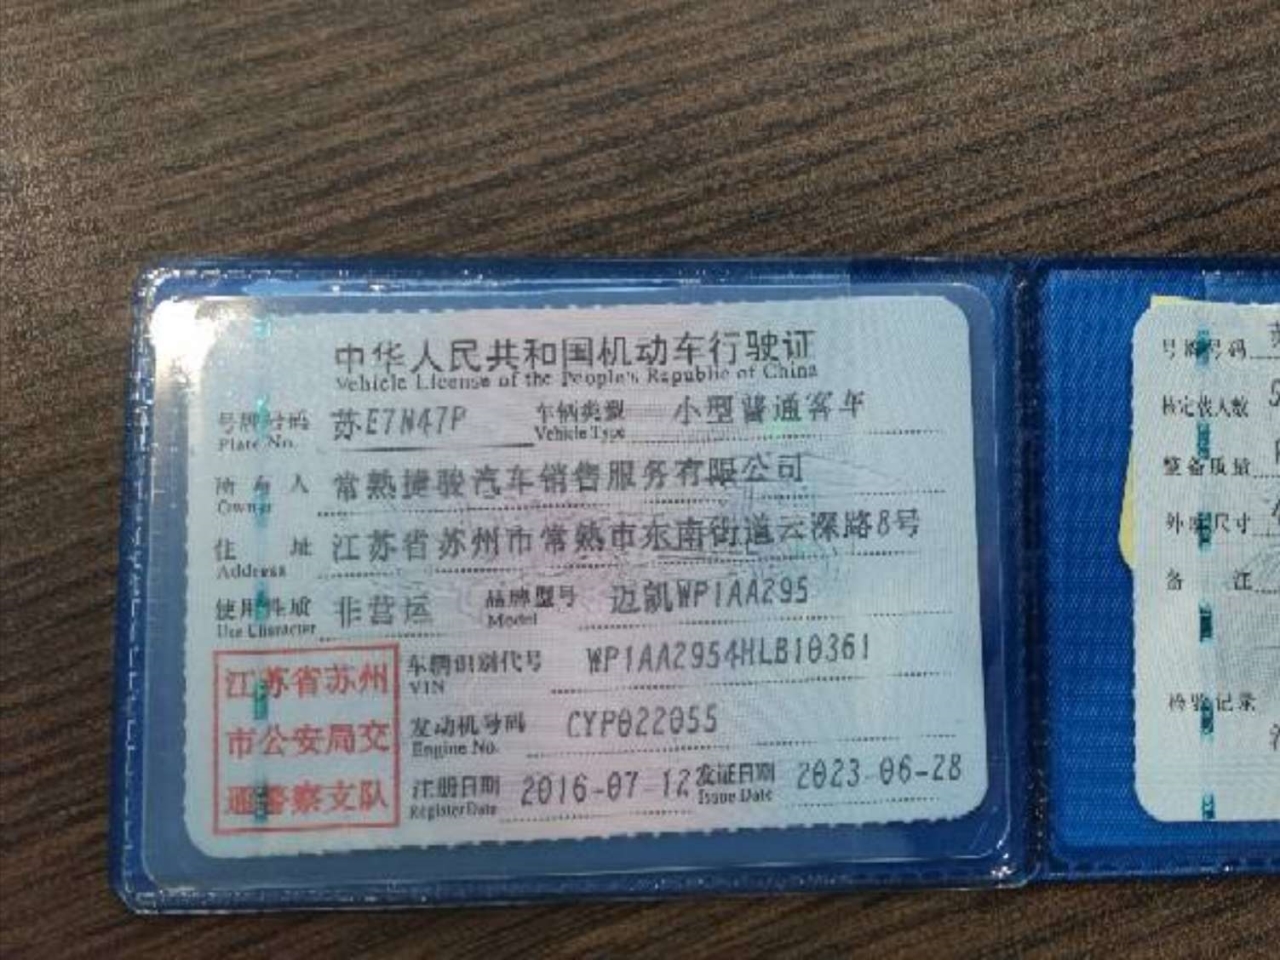 中华人民共和国机动车行驶证
Vehicle License of the People's Republic of China
号牌号码 苏E7N47P 车辆类型 小型普通客车
Plate No. Vehicle Type
所有人 常熟捷骏汽车销售服务有限公司
Owner
住址 江苏省苏州市常熟市东南街道云深路8号
Address
使用性质 非营运 品牌型号 迈凯WP1AA295
Use Character Model
车辆识别代号 WP1AA2954HLB10361
VIN
发动机号码 CYP022055
Engine No.
注册日期 2016-07-12 发证日期 2023-06-28
Register Date Issue Date
江苏省苏州
市公安局交
通警察支队
号牌号码
核定载人数
整备质量
外廓尺寸
备注
检验记录